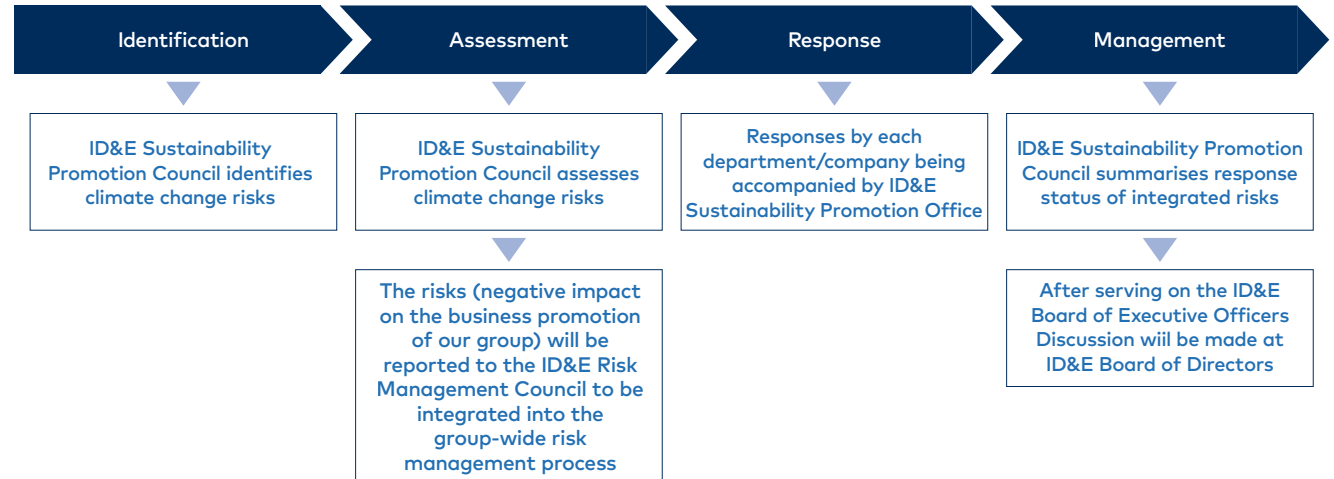 Identification
Assessment
Response
Management
ID&E Sustainability
Promotion Council identifies
climate change risks
ID&E Sustainability
Promotion Council assesses
climate change risks
Responses by each
department/company being
accompanied by ID&E
Sustainability Promotion Office
ID&E Sustainability Promotion
Council summarises response
status of integrated risks
The risks (negative impact
on the business promotion
of our group) will be
reported to the ID&E Risk
Management Council to be
integrated into the
group-wide risk
management process
After serving on the ID&E
Board of Executive Officers
Discussion wiil be made at
ID&E Board of Directors